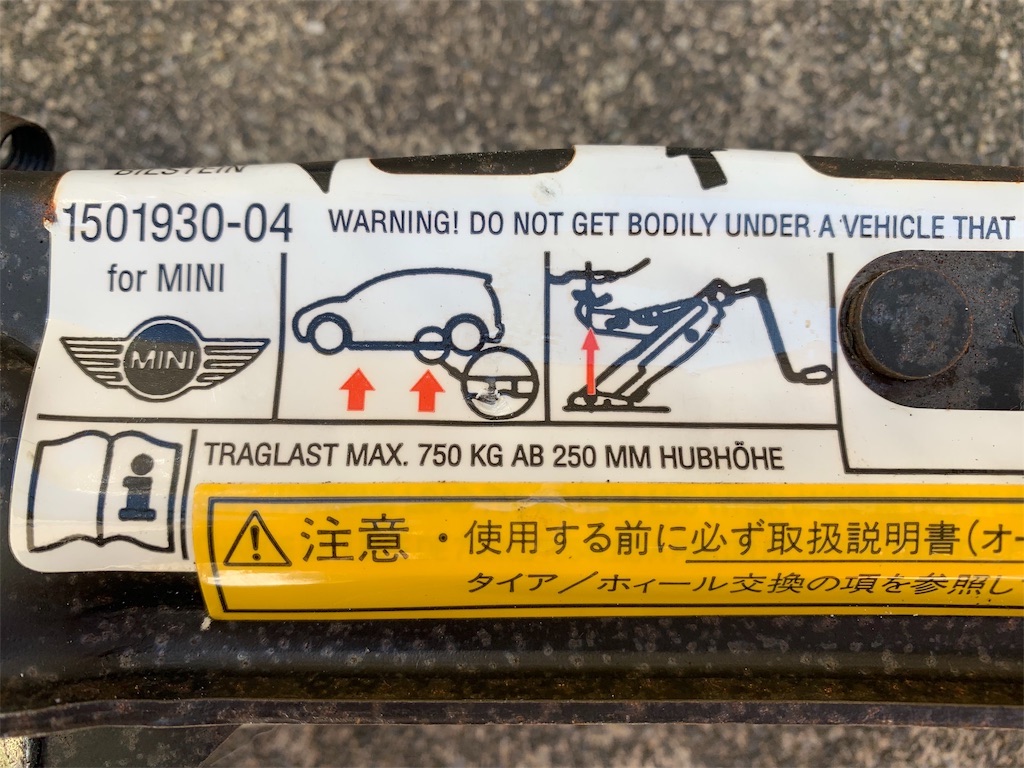 BILSTEIN
1501930-04
for MINI
MINI
WARNING! DO NOT GET BODILY UNDER A VEHICLE THAT
TRAGLAST MAX. 750 KG AB 250 MM HUBHÖHE
注意・使用する前に必ず取扱説明書(オー
タイア/ホィール交換の項を参照し